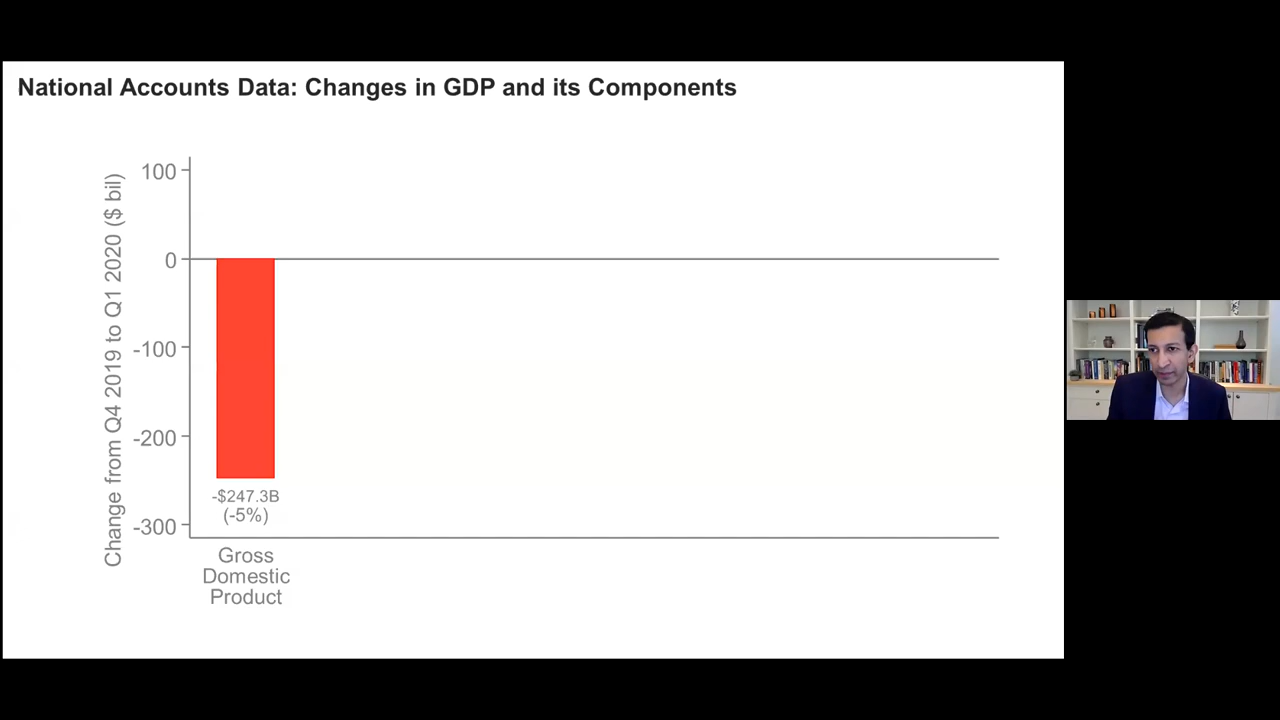 National Accounts Data: Changes in GDP and its Components
Change from Q4 2019 to Q1 2020 ($ bil)
100
0
-100
-200
-300
-$247.3B
(-5%)
Gross
Domestic
Product